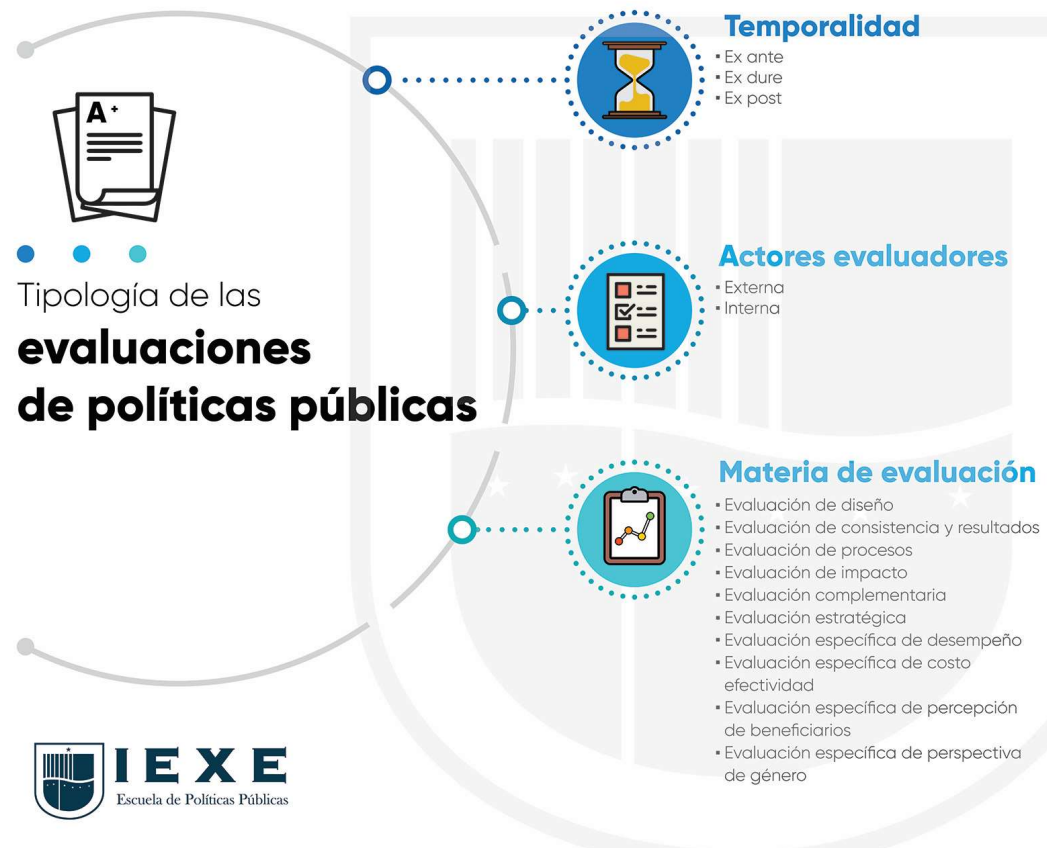 A+
Tipología de las
evaluaciones
de políticas públicas
Temporalidad
▪ Ex ante
▪ Ex dure
▪ Ex post
Actores evaluadores
▪ Externa
▪ Interna
Materia de evaluación
▪ Evaluación de diseño
▪ Evaluación de consistencia y resultados
▪ Evaluación de procesos
▪ Evaluación de impacto
▪ Evaluación complementaria
▪ Evaluación estratégica
▪ Evaluación específica de desempeño
▪ Evaluación específica de costo
efectividad
▪ Evaluación específica de percepción
de beneficiarios
▪ Evaluación específica de perspectiva
de género
IEXE
Escuela de Políticas Públicas